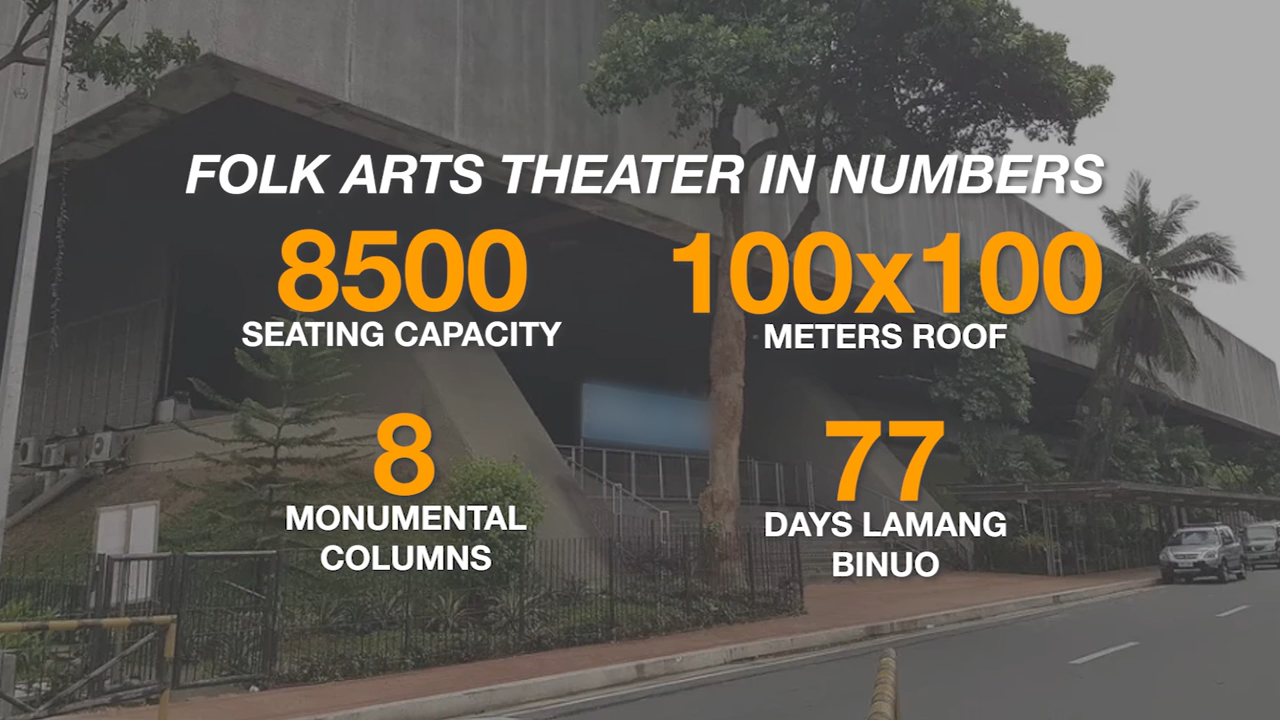 FOLK ARTS THEATER IN NUMBERS
8500
SEATING CAPACITY
100x100
METERS ROOF
8
MONUMENTAL
COLUMNS
77
DAYS LAMANG
BINUO